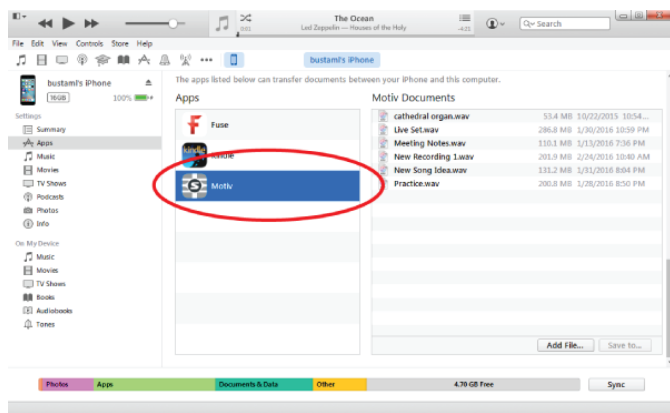 The Ocean
Led Zeppelin — Houses of the Holy
-4:21
Search
File Edit View Controls Store Help
bustami's iPhone
bustami's iPhone
16GB 100%
The apps listed below can transfer documents between your iPhone and this computer.
Settings
Summary
Apps
Music
Movies
TV Shows
Podcasts
Photos
Info
On My Device
Music
Movies
TV Shows
Books
Audiobooks
Tones
Apps
Fuse
kindle
Kindle
Motiv
Motiv Documents
cathedral organ.wav 53.4 MB 10/22/2015 10:54...
Live Set.wav 286.8 MB 1/30/2016 10:59 PM
Meeting Notes.wav 110.1 MB 1/13/2016 7:36 PM
New Recording 1.wav 201.9 MB 2/24/2016 10:40 AM
New Song Idea.wav 131.2 MB 1/31/2016 8:04 PM
Practice.wav 200.8 MB 1/28/2016 8:50 PM
Add File... Save to...
Photos Apps Documents & Data Other 4.70 GB Free Sync